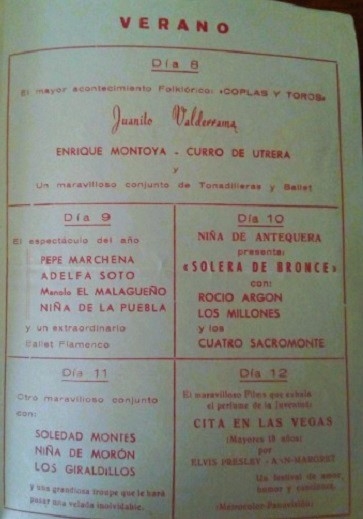 VERANO
Día 8
El mayor acontecimiento Folklórico: «COPLAS Y TOROS»
Juanito Valderrama
ENRIQUE MONTOYA - CURRO DE UTRERA
y
Un maravilloso conjunto de Tonadilleras y Ballet
Día 9
El espectáculo del año
PEPE MARCHENA
ADELFA SOTO
Manolo EL MALAGUEÑO
NIÑA DE LA PUEBLA
y un extraordinario
Ballet Flamenco
Día 10
NIÑA DE ANTEQUERA
presenta:
«SOLERA DE BRONCE»
con:
ROCIO ARGON
LOS MILLONES
y los
CUATRO SACROMONTE
Día 11
Otro maravilloso conjunto
con:
SOLEDAD MONTES
NIÑA DE MORÓN
LOS GIRALDILLOS
y una grandiosa troupe que le hará
pasar una velada inolvidable.
Día 12
El maravilloso Film que exhala
el perfume de la juventud
CITA EN LAS VEGAS
(Mayores 18 años)
por
ELVIS PRESLEY - ANN-MARGRET
Un festival de amor
humor y canciones.
(Metrocolor-Panavisión)